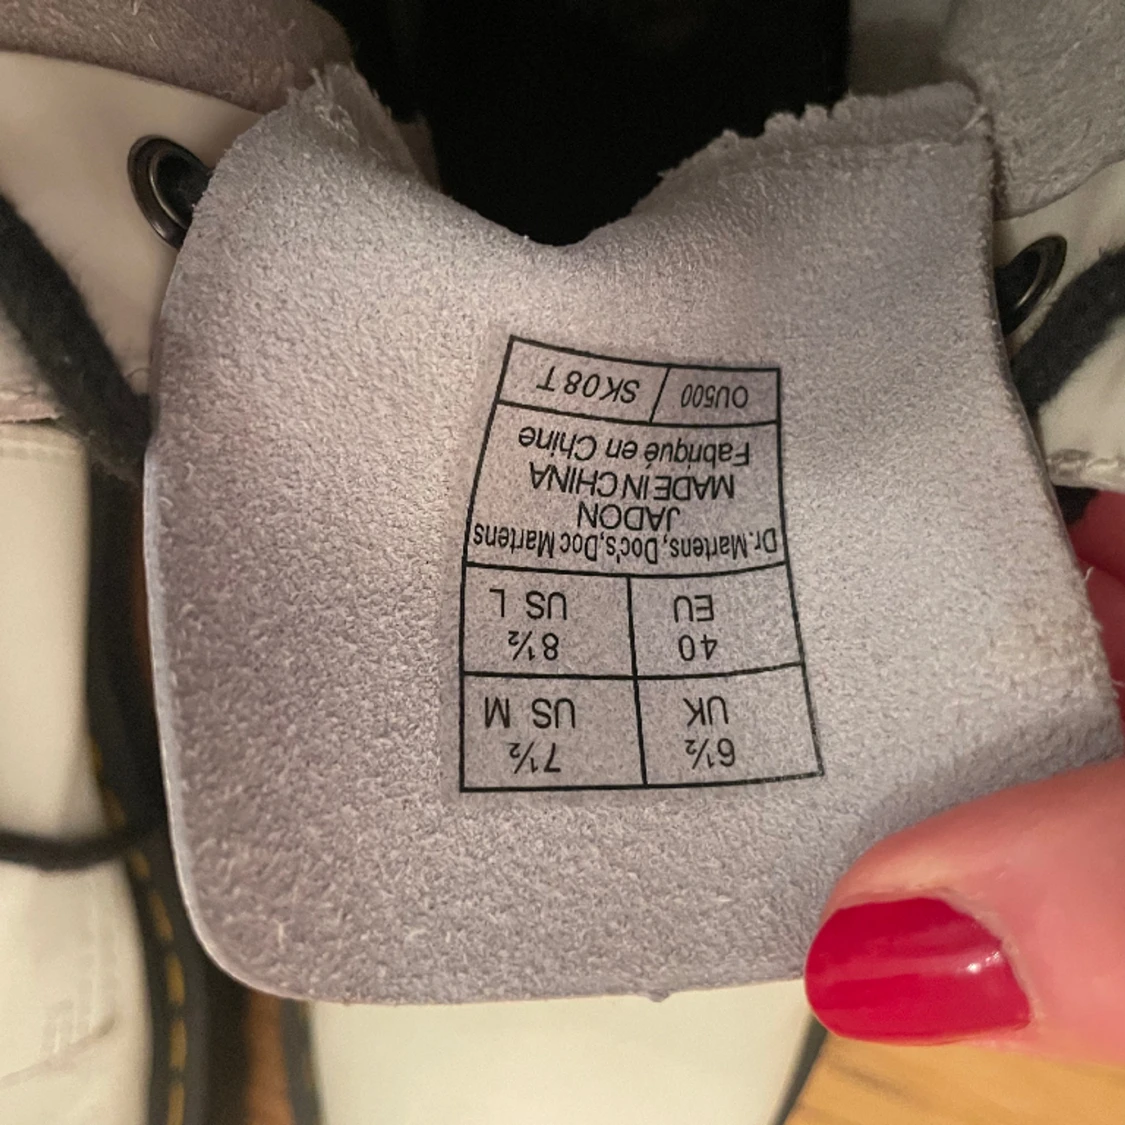 6½ 7½
UK US M
40 8½
EU US L
Dr.Martens,Doc's,Doc Martens
JADON
MADE IN CHINA
Fabriqué en Chine
OU500 / SK08T